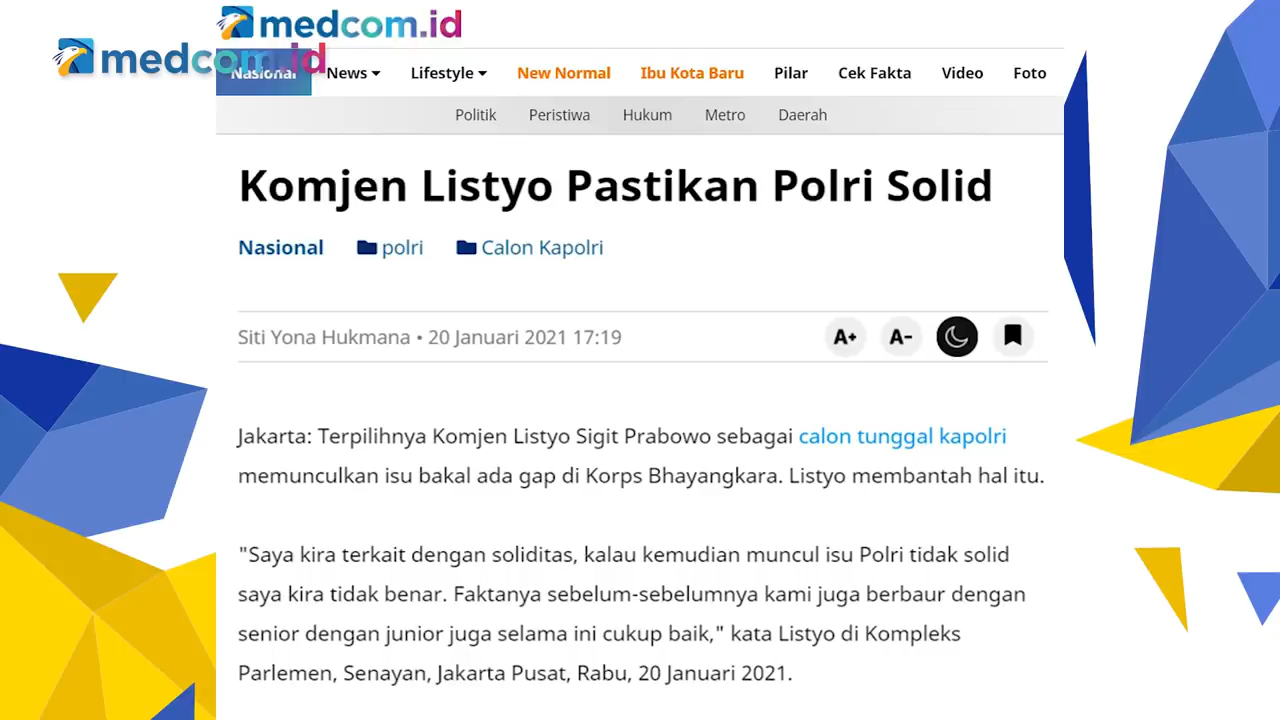 medcom.id
medcom.id
Nasional News Lifestyle New Normal Ibu Kota Baru Pilar Cek Fakta Video Foto
Politik Peristiwa Hukum Metro Daerah
Komjen Listyo Pastikan Polri Solid
Nasional polri Calon Kapolri
Siti Yona Hukmana • 20 Januari 2021 17:19 A+ A-
Jakarta: Terpilihnya Komjen Listyo Sigit Prabowo sebagai calon tunggal kapolri
memunculkan isu bakal ada gap di Korps Bhayangkara. Listyo membantah hal itu.
"Saya kira terkait dengan soliditas, kalau kemudian muncul isu Polri tidak solid
saya kira tidak benar. Faktanya sebelum-sebelumnya kami juga berbaur dengan
senior dengan junior juga selama ini cukup baik," kata Listyo di Kompleks
Parlemen, Senayan, Jakarta Pusat, Rabu, 20 Januari 2021.